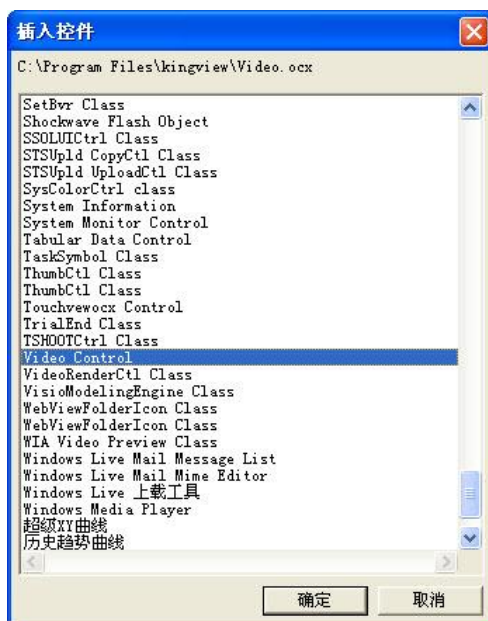 插入控件
C:\Program Files\kingview\Video.ocx
SetBvr Class
Shockwave Flash Object
SSOLUICtrl Class
STSUpld CopyCtl Class
STSUpld UploadCtl Class
SysColorCtrl class
System Information
System Monitor Control
Tabular Data Control
TaskSymbol Class
ThumbCtl Class
ThumbCtl Class
Touchvewocx Control
TrialEnd Class
TSHOOTCtrl Class
Video Control
VideoRenderCtl Class
VisioModelingEngine Class
WebViewFolderIcon Class
WebViewFolderIcon Class
WIA Video Preview Class
Windows Live Mail Message List
Windows Live Mail Mime Editor
Windows Live 上载工具
Windows Media Player
超级XY曲线
历史趋势曲线
确定
取消